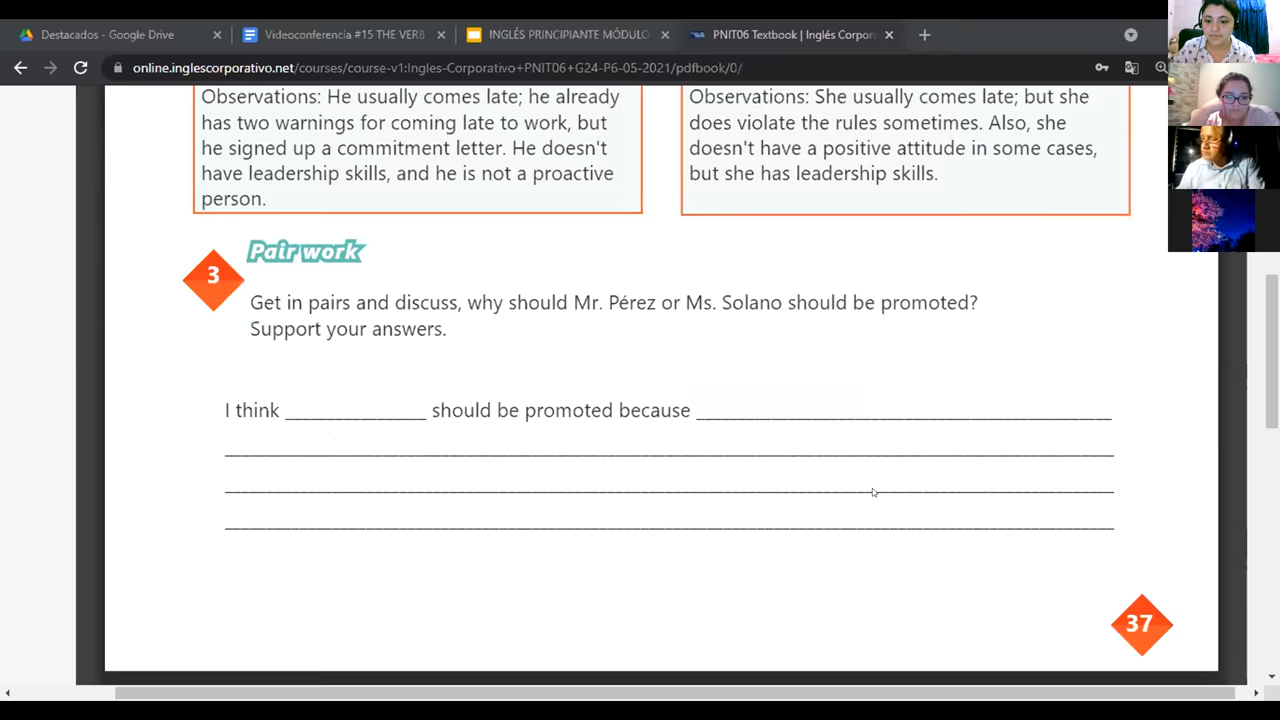 Destacados - Google Drive
Videoconferencia #15 THE VERB
INGLÉS PRINCIPIANTE MÓDULO
PNIT06 Textbook | Inglés Corpor
online.inglescorporativo.net/courses/course-v1:Ingles-Corporativo+PNIT06+G24-P6-05-2021/pdfbook/0/
Observations: He usually comes late; he already
has two warnings for coming late to work, but
he signed up a commitment letter. He doesn't
have leadership skills, and he is not a proactive
person.
Observations: She usually comes late; but she
does violate the rules sometimes. Also, she
doesn't have a positive attitude in some cases,
but she has leadership skills.
3
Pair work
Get in pairs and discuss, why should Mr. Pérez or Ms. Solano should be promoted?
Support your answers.
I think ________________ should be promoted because ________________
37